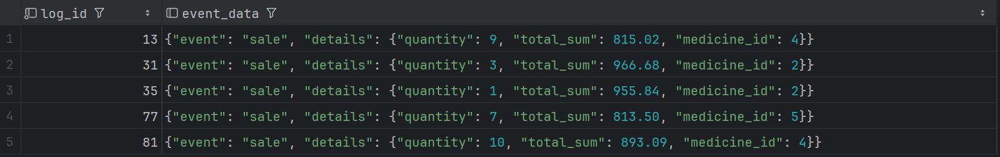 log_id event_data
1 13 {"event": "sale", "details": {"quantity": 9, "total_sum": 815.02, "medicine_id": 4}}
2 31 {"event": "sale", "details": {"quantity": 3, "total_sum": 966.68, "medicine_id": 2}}
3 35 {"event": "sale", "details": {"quantity": 1, "total_sum": 955.84, "medicine_id": 2}}
4 77 {"event": "sale", "details": {"quantity": 7, "total_sum": 813.50, "medicine_id": 5}}
5 81 {"event": "sale", "details": {"quantity": 10, "total_sum": 893.09, "medicine_id": 4}}